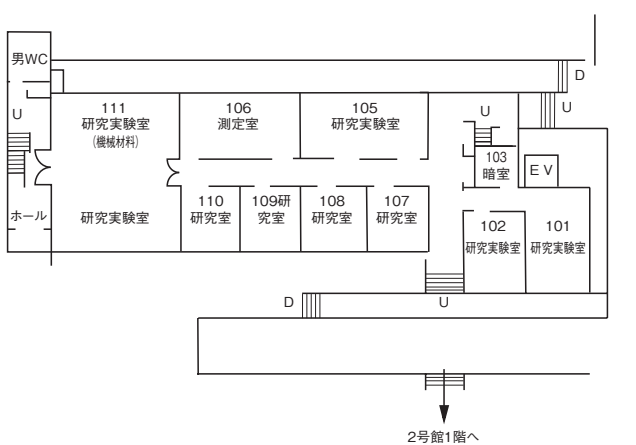 男WC
D
U
U
U
111
研究実験室
(機械材料)
106
測定室
105
研究実験室
103
暗室
EV
ホール
研究実験室
110
研究室
109研
究室
108
研究室
107
研究室
102
研究実験室
101
研究実験室
D
U
2号館1階へ